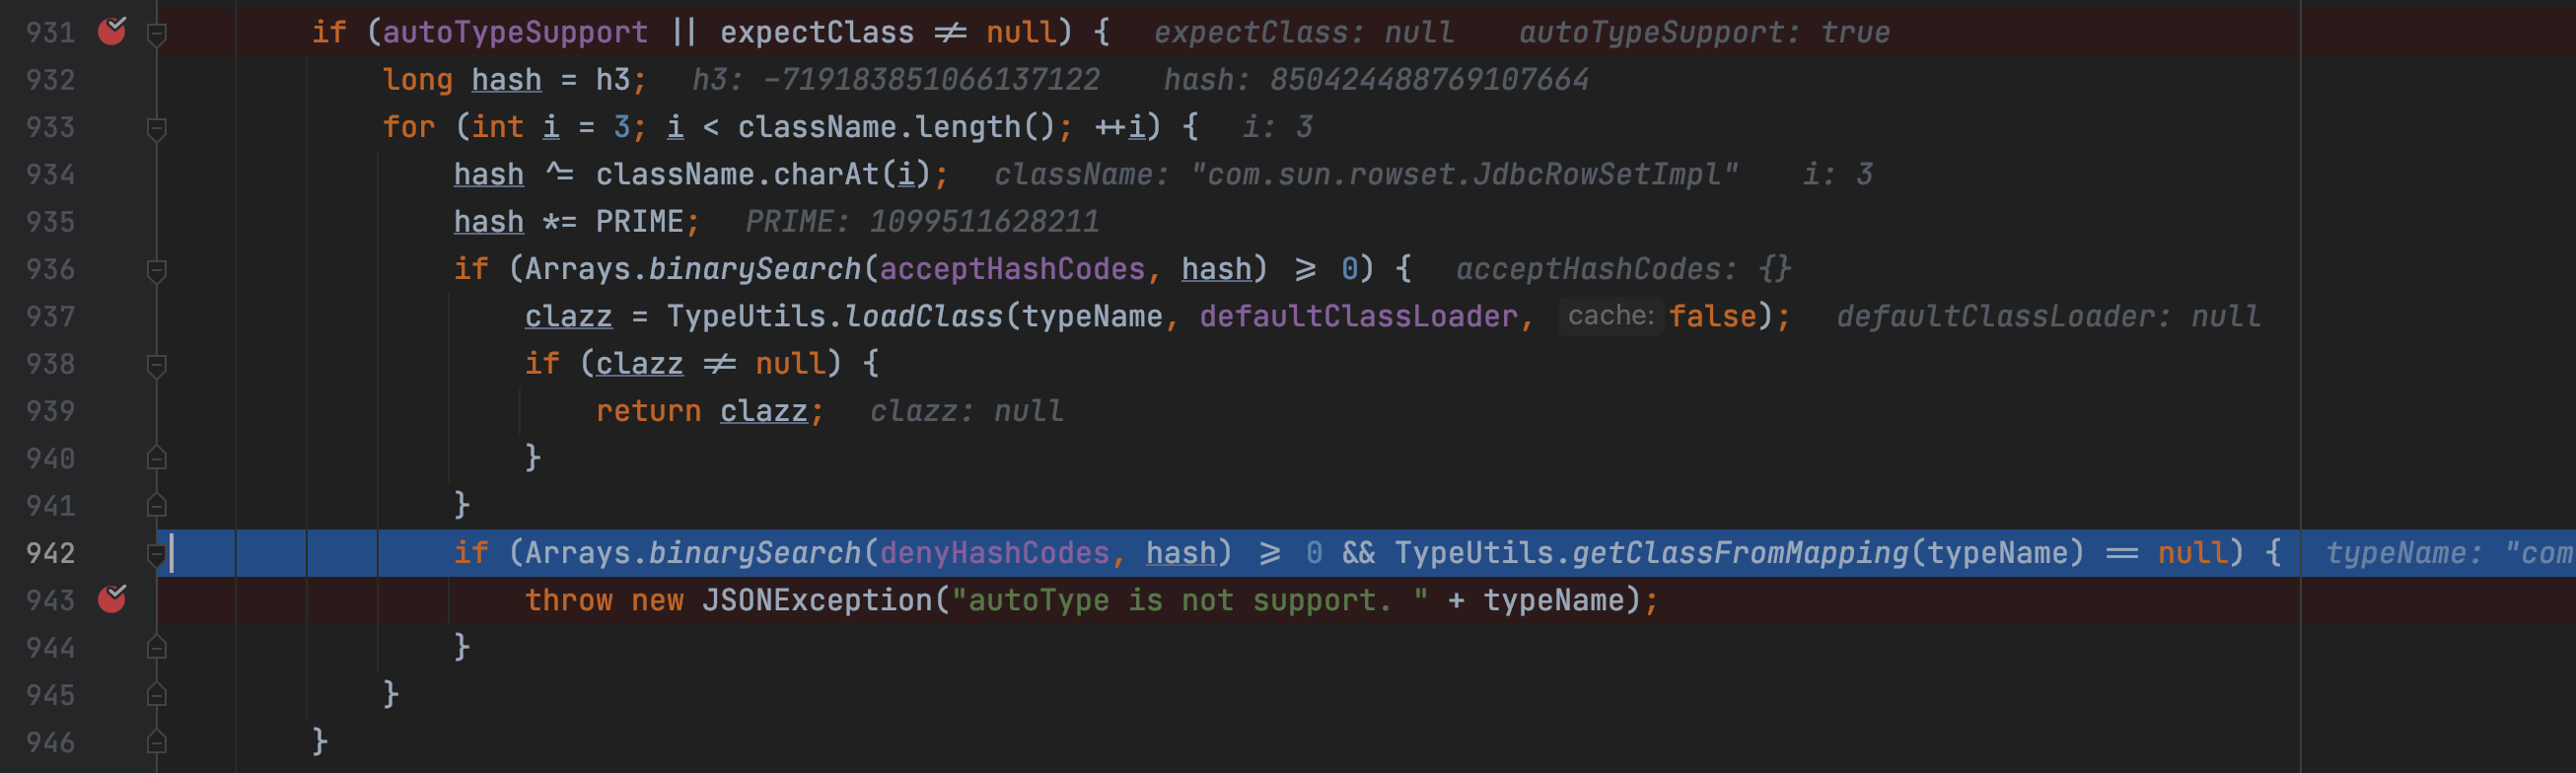 931 if (autoTypeSupport || expectClass ≠ null) { expectClass: null autoTypeSupport: true
932 long hash = h3; h3: -719183851066137122 hash: 850424488769107664
933 for (int i = 3; i < className.length(); ++i) { i: 3
934 hash ^= className.charAt(i); className: "com.sun.rowset.JdbcRowSetImpl" i: 3
935 hash *= PRIME; PRIME: 1099511628211
936 if (Arrays.binarySearch(acceptHashCodes, hash) ⩾ 0) { acceptHashCodes: {}
937 clazz = TypeUtils.loadClass(typeName, defaultClassLoader, cache: false); defaultClassLoader: null
938 if (clazz ≠ null) {
939 return clazz; clazz: null
940 }
941 }
942 if (Arrays.binarySearch(denyHashCodes, hash) ⩾ 0 && TypeUtils.getClassFromMapping(typeName) == null) { typeName: "com
943 throw new JSONException("autoType is not support. " + typeName);
944 }
945 }
946 }